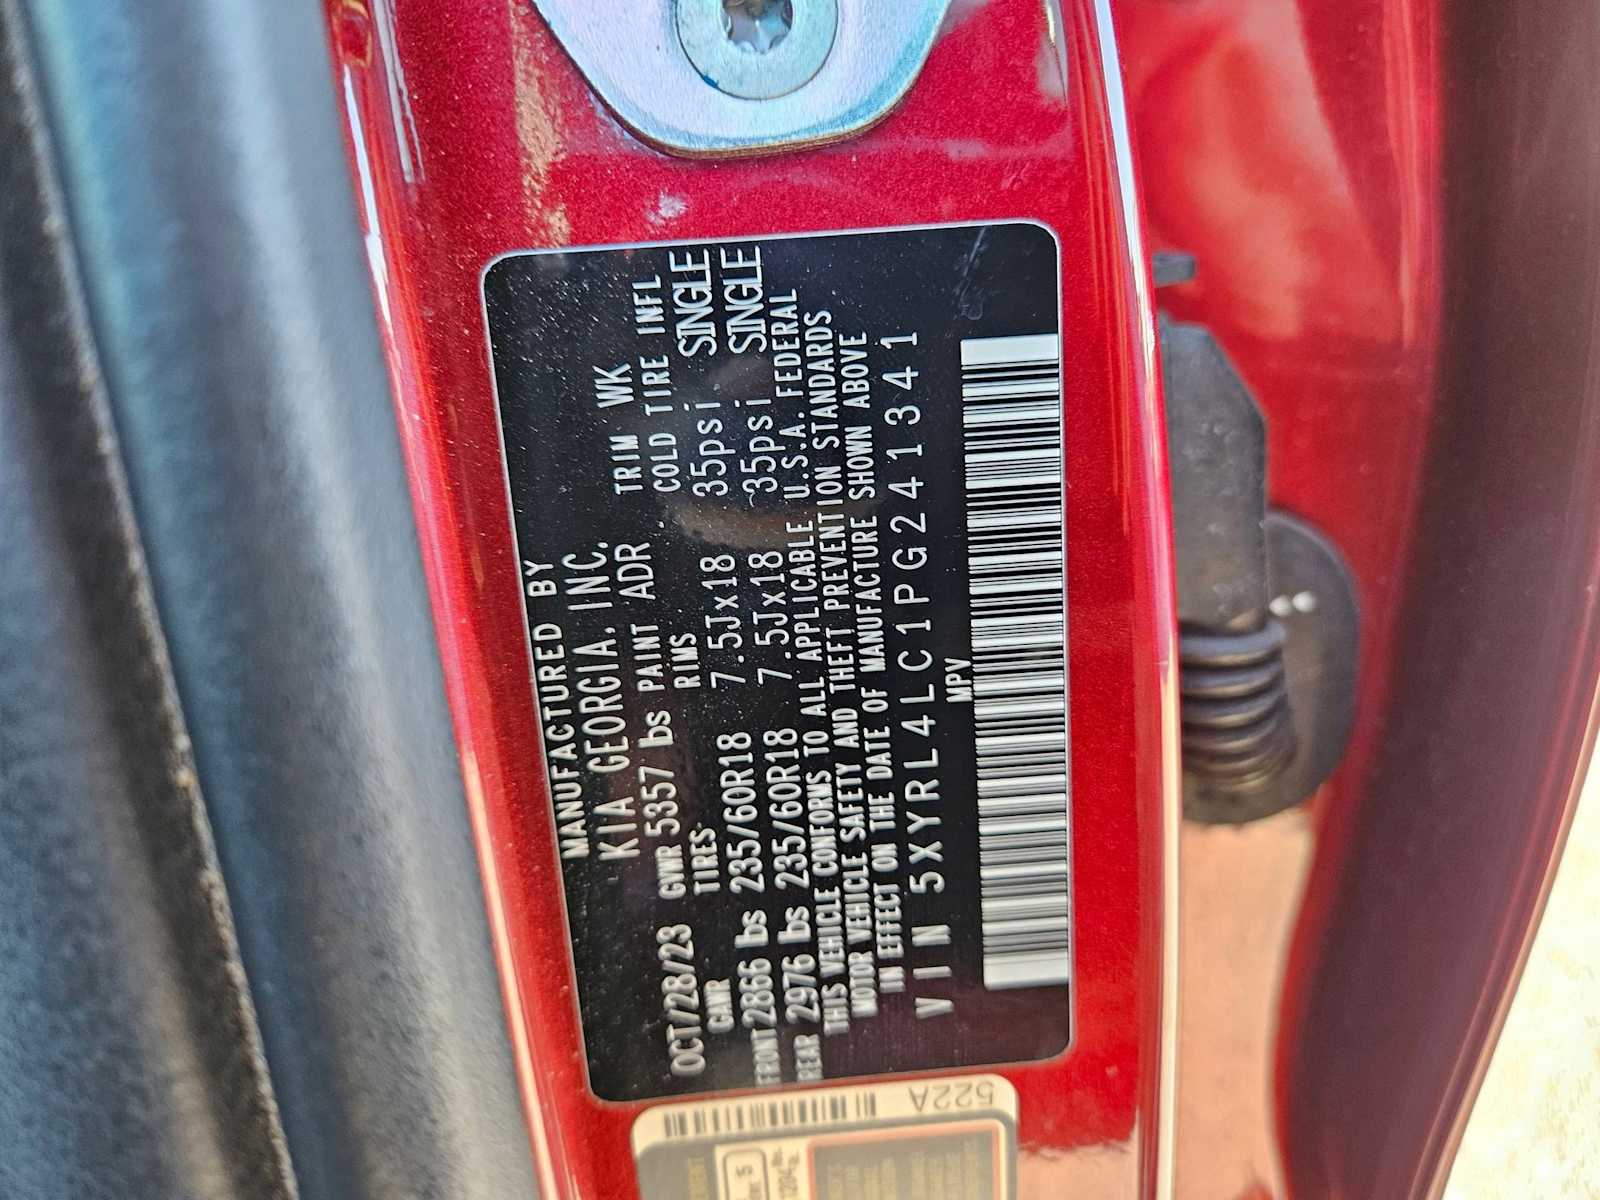 MANUFACTURED BY
KIA GEORGIA. INC.
OCT/28/23 GVWR 5357 lbs PAINT ADR TRIM WK
GAWR TIRES RIMS COLD TIRE INFL
FRONT 2866 lbs 235/60R18 7.5Jx18 35psi SINGLE
REAR 2976 lbs 235/60R18 7.5Jx18 35psi SINGLE
THIS VEHICLE CONFORMS TO ALL APPLICABLE U.S.A. FEDERAL
MOTOR VEHICLE SAFETY AND THEFT PREVENTION STANDARDS
IN EFFECT ON THE DATE OF MANUFACTURE SHOWN ABOVE
VIN 5XYRL4LC1PG241341
MPV
522A